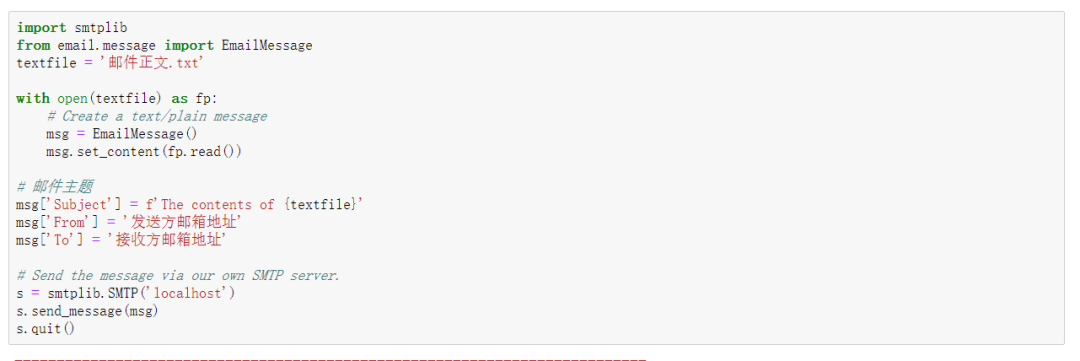 import smtplib
from email.message import EmailMessage
textfile = '邮件正文.txt'
with open(textfile) as fp:
# Create a text/plain message
msg = EmailMessage()
msg.set_content(fp.read())
# 邮件主题
msg['Subject'] = f'The contents of {textfile}'
msg['From'] = '发送方邮箱地址'
msg['To'] = '接收方邮箱地址'
# Send the message via our own SMTP server.
s = smtplib.SMTP('localhost')
s.send_message(msg)
s.quit()
---------------------------------------------------------------------------